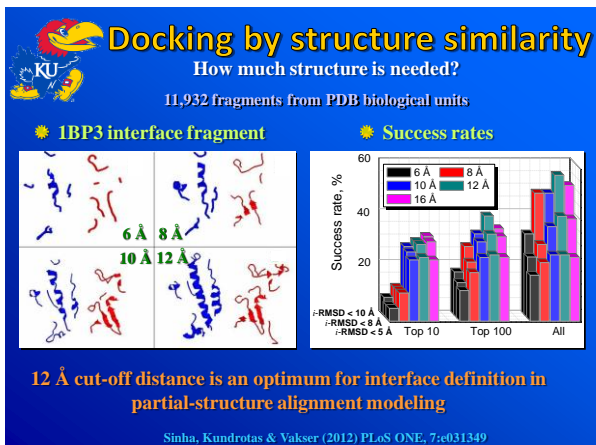 KU
Docking by structure similarity
How much structure is needed?
11,932 fragments from PDB biological units
1BP3 interface fragment
Success rates
6 Å 8 Å
10 Å 12 Å
60
40
20
Success rate, %
6 Å 8 Å
10 Å 12 Å
16 Å
i-RMSD < 10 Å
i-RMSD < 8 Å
i-RMSD < 5 Å
Top 10 Top 100 All
12 Å cut-off distance is an optimum for interface definition in
partial-structure alignment modeling
Sinha, Kundrotas & Vakser (2012) PLoS ONE, 7:e031349